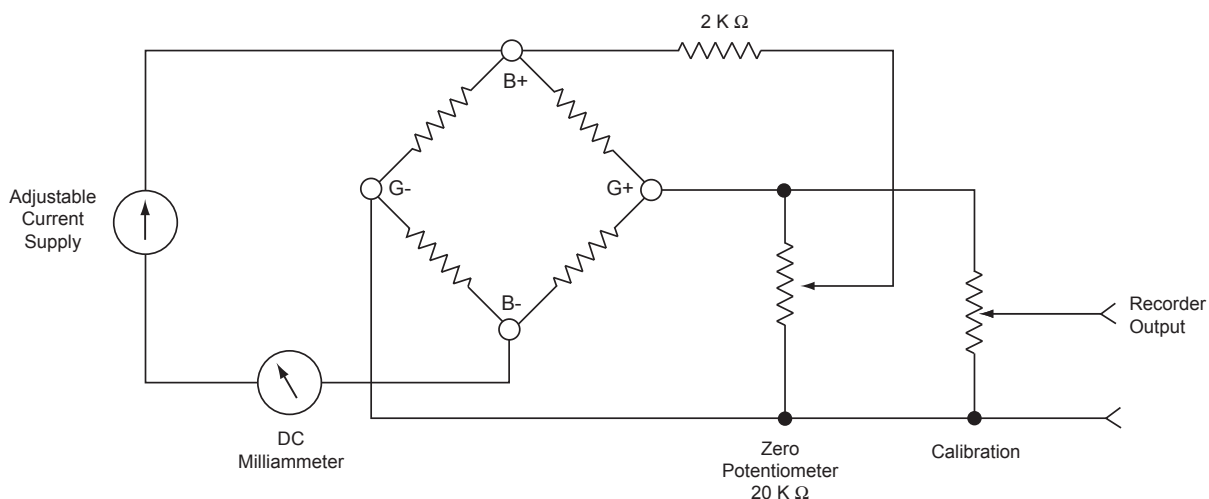 2 K Ω
B+
G-
G+
B-
Adjustable
Current
Supply
DC
Milliammeter
Zero
Potentiometer
20 K Ω
Calibration
Recorder
Output